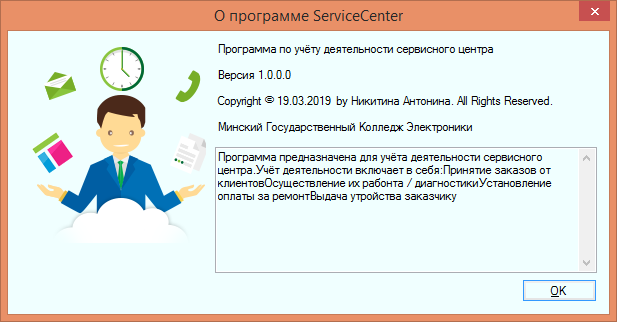 О программе ServiceCenter
Программа по учёту деятельности сервисного центра
Версия 1.0.0.0
Copyright © 19.03.2019 by Никитина Антонина. All Rights Reserved.
Минский Государственный Колледж Электроники
Программа предназначена для учёта деятельности сервисного
центра.Учёт деятельности включает в себя:Принятие заказов от
клиентовОсуществление их рабонта / диагностикиУстановление
оплаты за ремонтВыдача утройства заказчику
OK